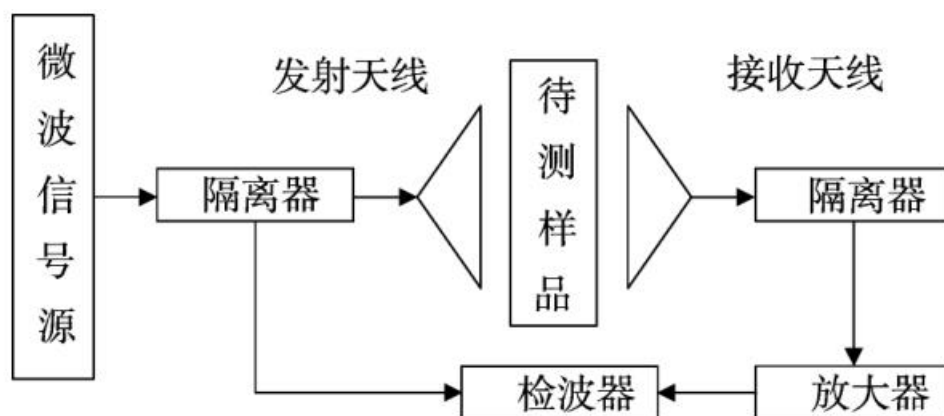 微波信号源
发射天线
待测样品
接收天线
隔离器
隔离器
检波器
放大器